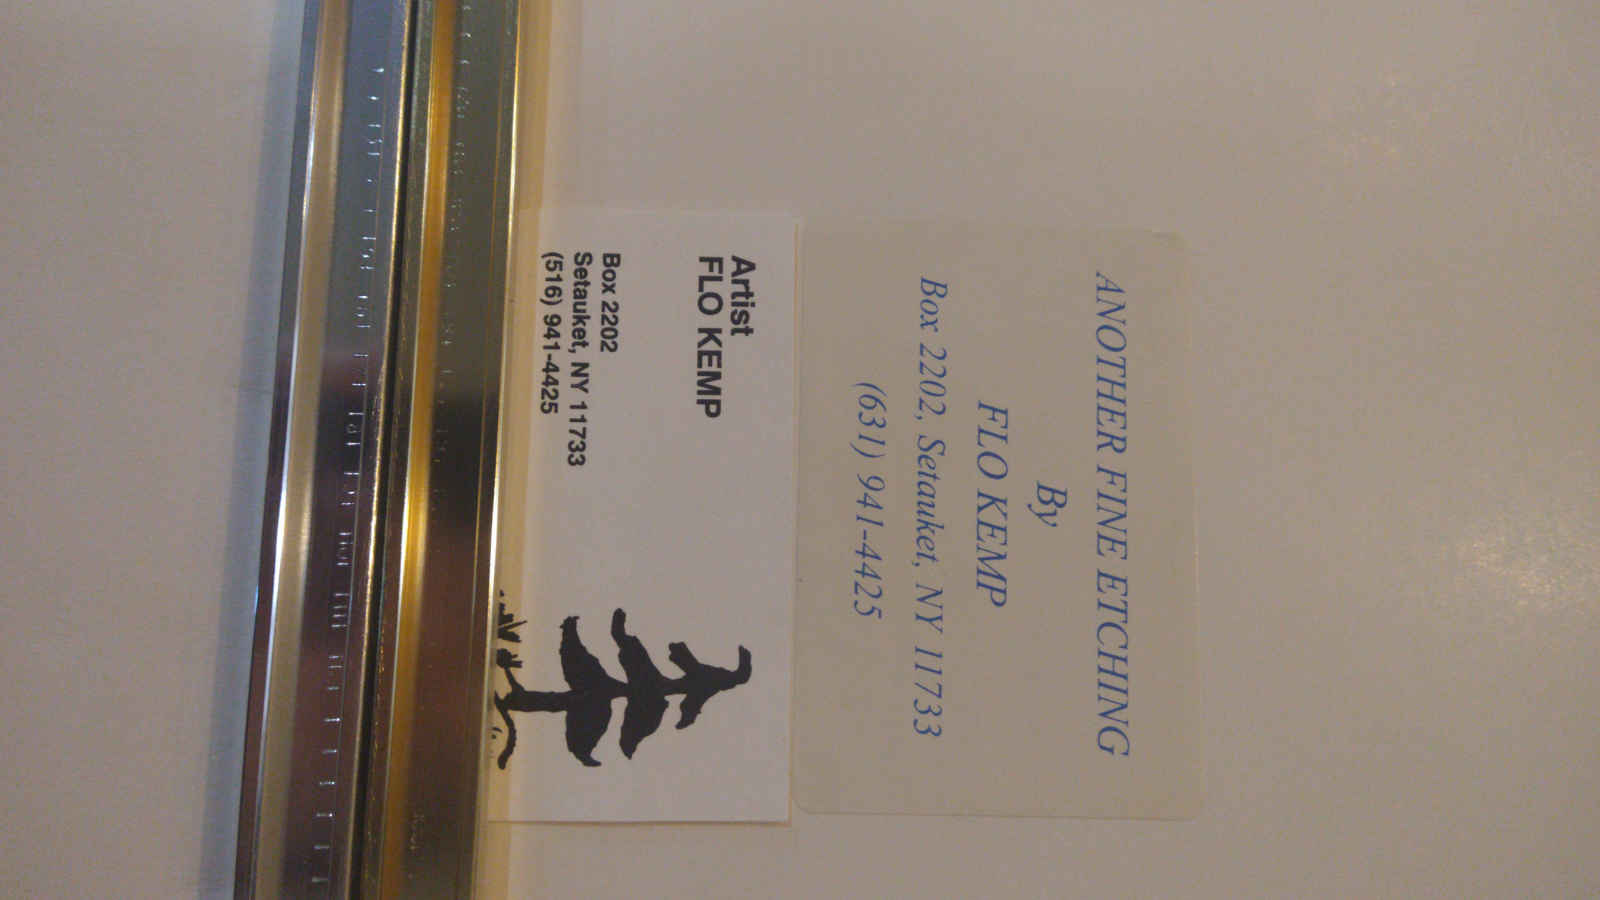 ANOTHER FINE ETCHING
By
FLO KEMP
Box 2202, Setauket, NY 11733
(631) 941-4425
Artist
FLO KEMP
Box 2202
Setauket, NY 11733
(516) 941-4425